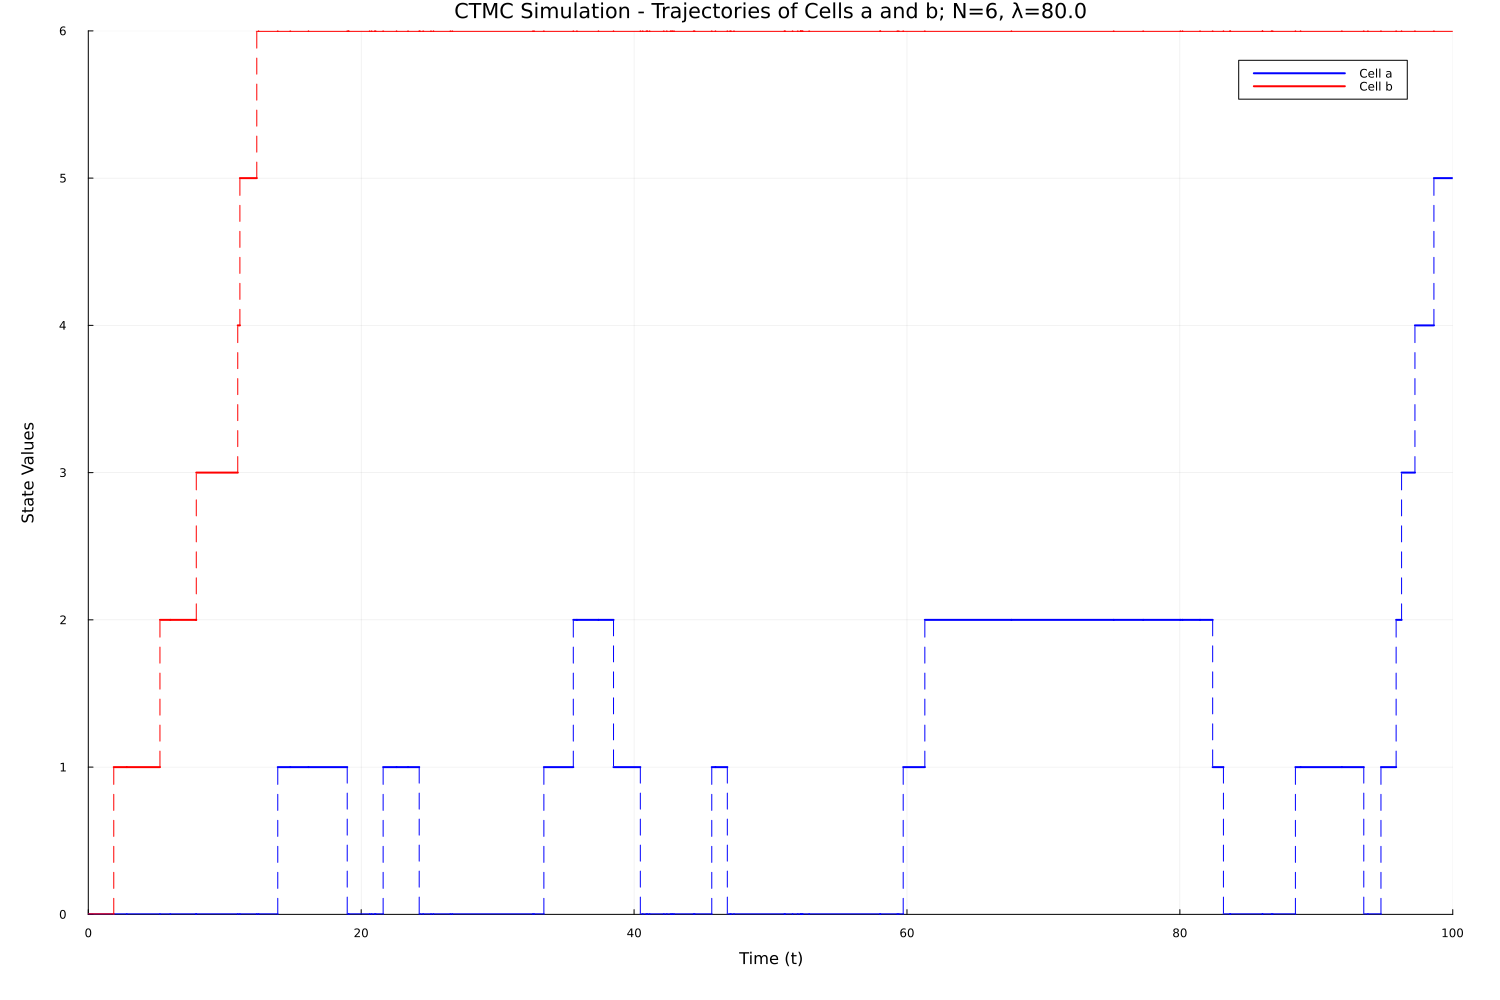 CTMC Simulation - Trajectories of Cells a and b; N=6, λ=80.0
6
Cell a
Cell b
5
4
State Values
3
2
1
0
0 20 40 60 80 100
Time (t)